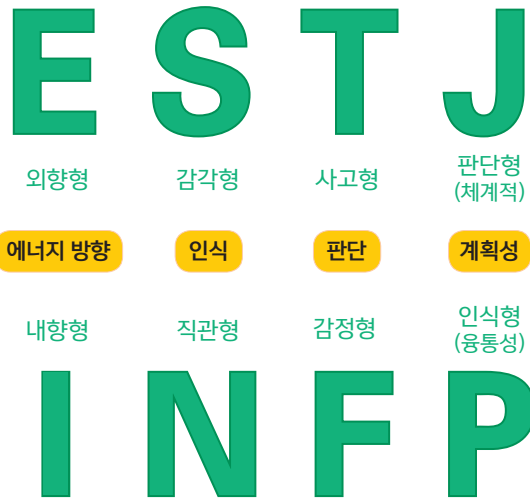 E S T J
외향형 감각형 사고형 판단형
(체계적)
에너지 방향 인식 판단 계획성
내향형 직관형 감정형 인식형
(융통성)
I N F P